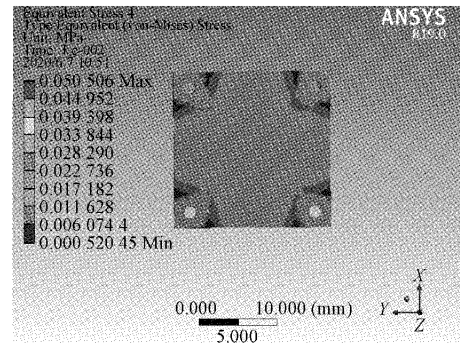 Equivalent Stress 4
Type Equivalent (Von-Mises) Stress
Unit: MPa
Time:
2020/6/7 10:51
0.050 506 Max
0.044 952
0.039 398
0.033 844
0.028 290
0.022 736
0.017 182
0.011 628
0.006 074 4
0.000 520 45 Min
ANSYS
R19.0
0.000 10.000 (mm)
5.000
X
Y
Z